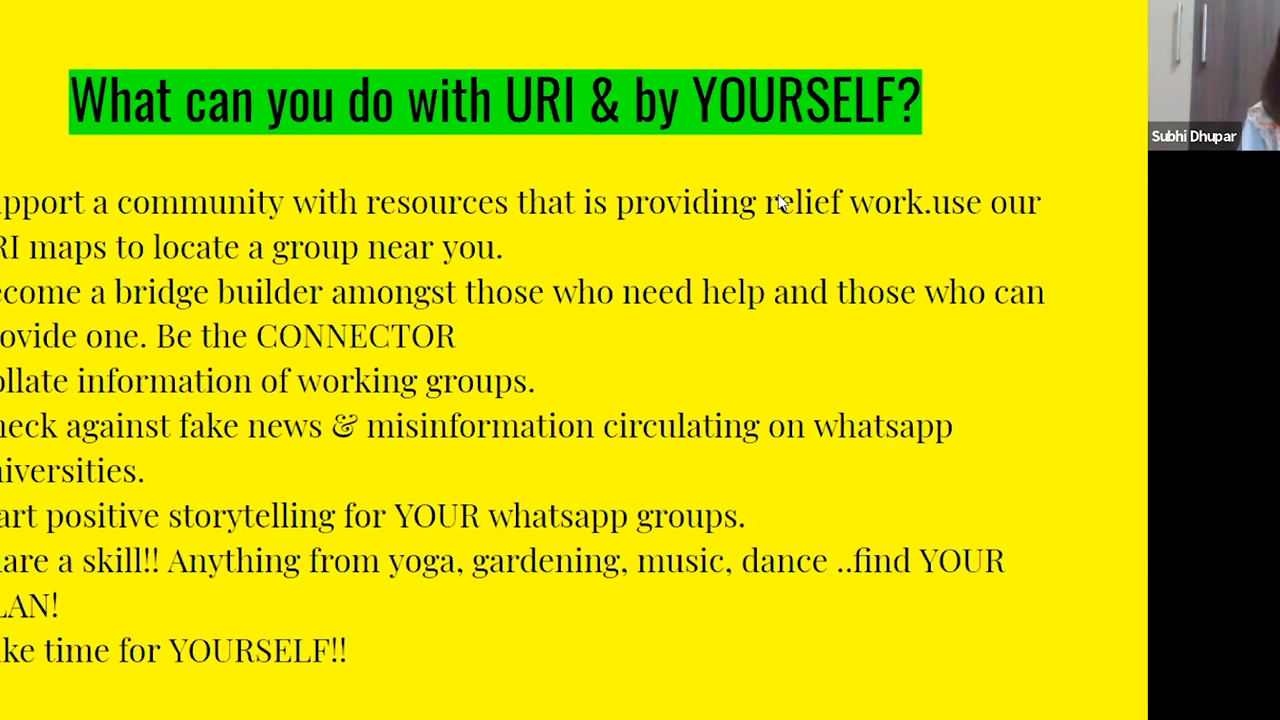 What can you do with URI & by YOURSELF?
pport a community with resources that is providing relief work.use our
RI maps to locate a group near you.
ecome a bridge builder amongst those who need help and those who can
ovide one. Be the CONNECTOR
ollate information of working groups.
heck against fake news & misinformation circulating on whatsapp
niversities.
art positive storytelling for YOUR whatsapp groups.
are a skill!! Anything from yoga, gardening, music, dance ..find YOUR
LAN!
ke time for YOURSELF!!
Subhi Dhupar